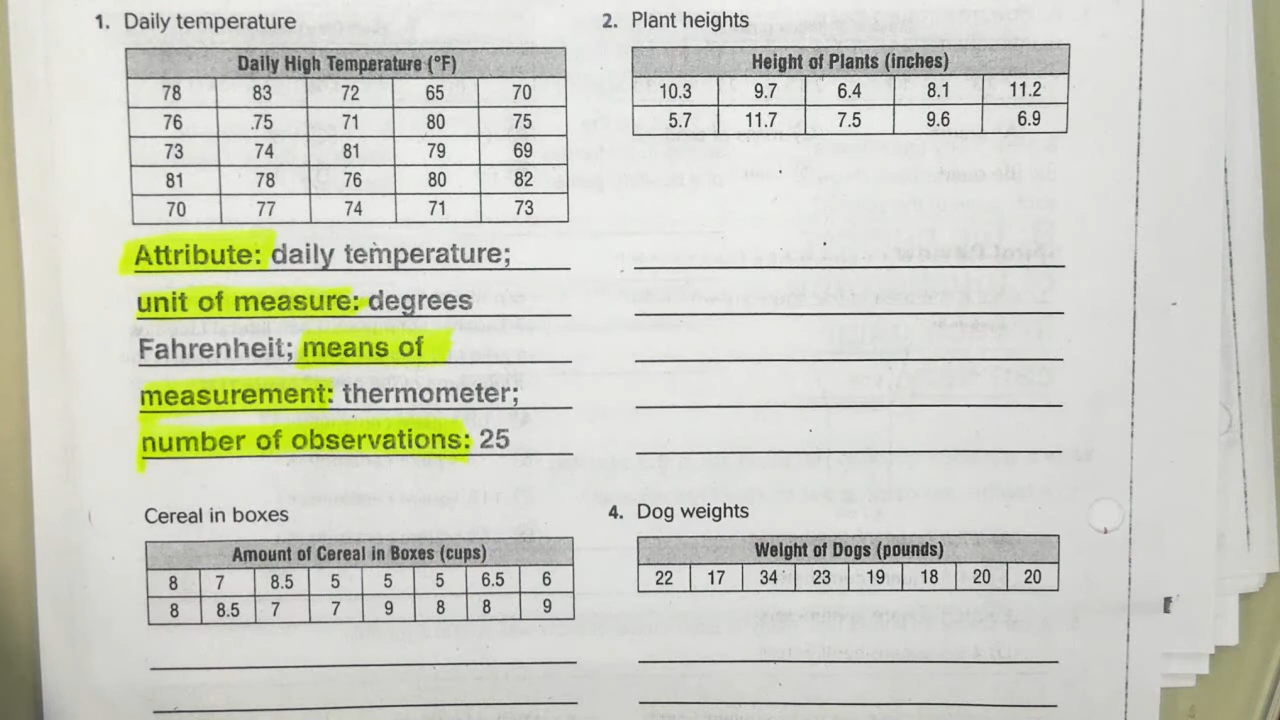 1. Daily temperature
Daily High Temperature (°F)
78 83 72 65 70
76 .75 71 80 75
73 74 81 79 69
81 78 76 80 82
70 77 74 71 73
Attribute: daily temperature;
unit of measure: degrees
Fahrenheit; means of
measurement: thermometer;
number of observations: 25
2. Plant heights
Height of Plants (inches)
10.3 9.7 6.4 8.1 11.2
5.7 11.7 7.5 9.6 6.9
Cereal in boxes
Amount of Cereal in Boxes (cups)
8 7 8.5 5 5 5 6.5 6
8 8.5 7 7 9 8 8 9
4. Dog weights
Weight of Dogs (pounds)
22 17 34 23 19 18 20 20